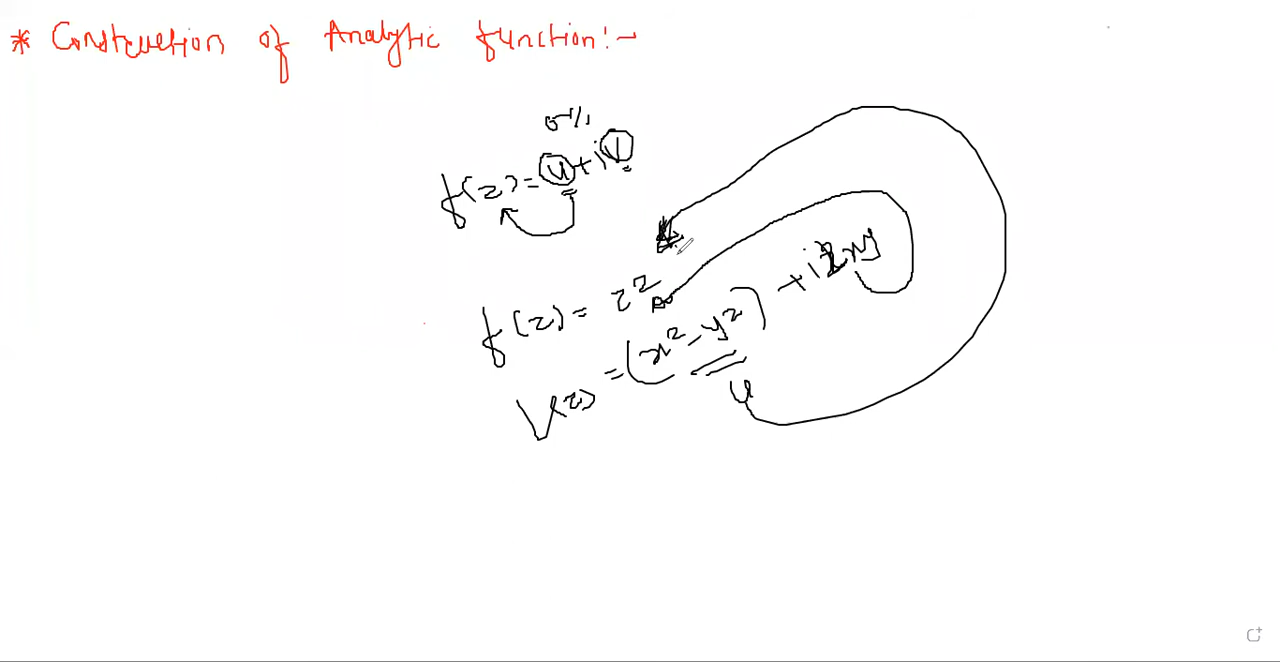 * Construction of Analytic function:-
f(z) = u + iv
f(z) = z²
= (x² - y²) + i2xy
V(z)
u